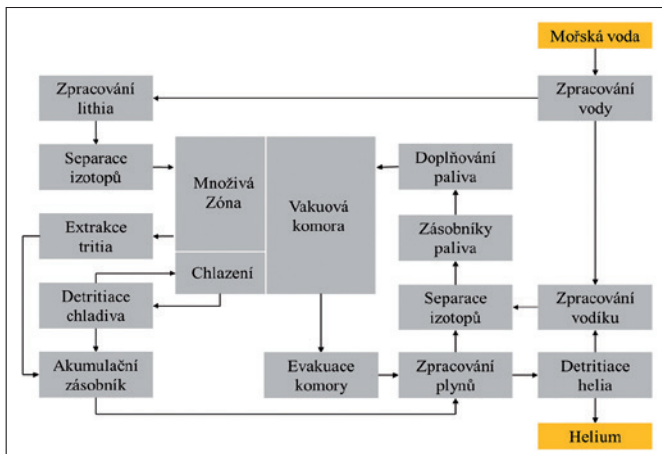 Mořská voda
Zpracování
lithia
Zpracování
vody
Separace
izotopů
Množivá
Zóna
Vakuová
komora
Doplňování
paliva
Extrakce
tritia
Zásobníky
paliva
Chlazení
Detritiace
chladiva
Separace
izotopů
Zpracování
vodíku
Akumulační
zásobník
Evakuace
komory
Zpracování
plynů
Detritiace
helia
Helium